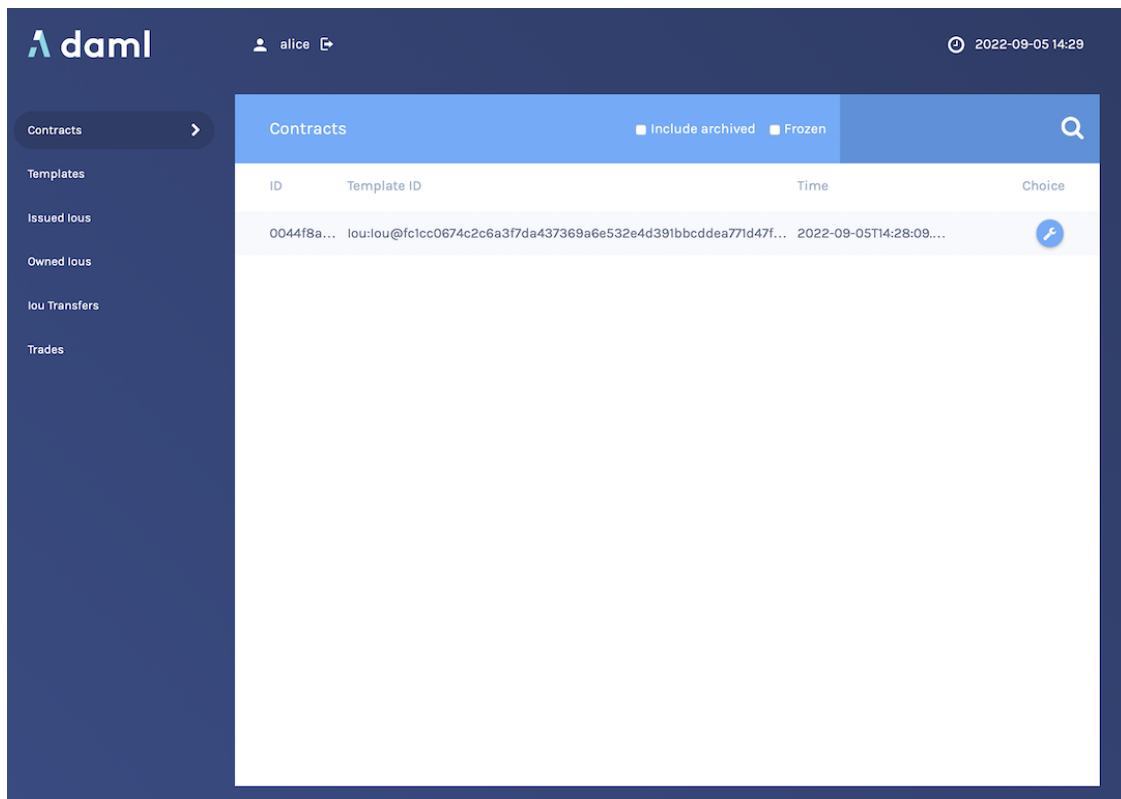 daml
alice
2022-09-05 14:29
Contracts
Templates
Issued Ious
Owned Ious
Iou Transfers
Trades
Contracts Include archived Frozen
ID Template ID Time Choice
0044f8a... Iou:Iou@fc1cc0674c2c6a3f7da437369a6e532e4d391bbcddea771d47f... 2022-09-05T14:28:09....